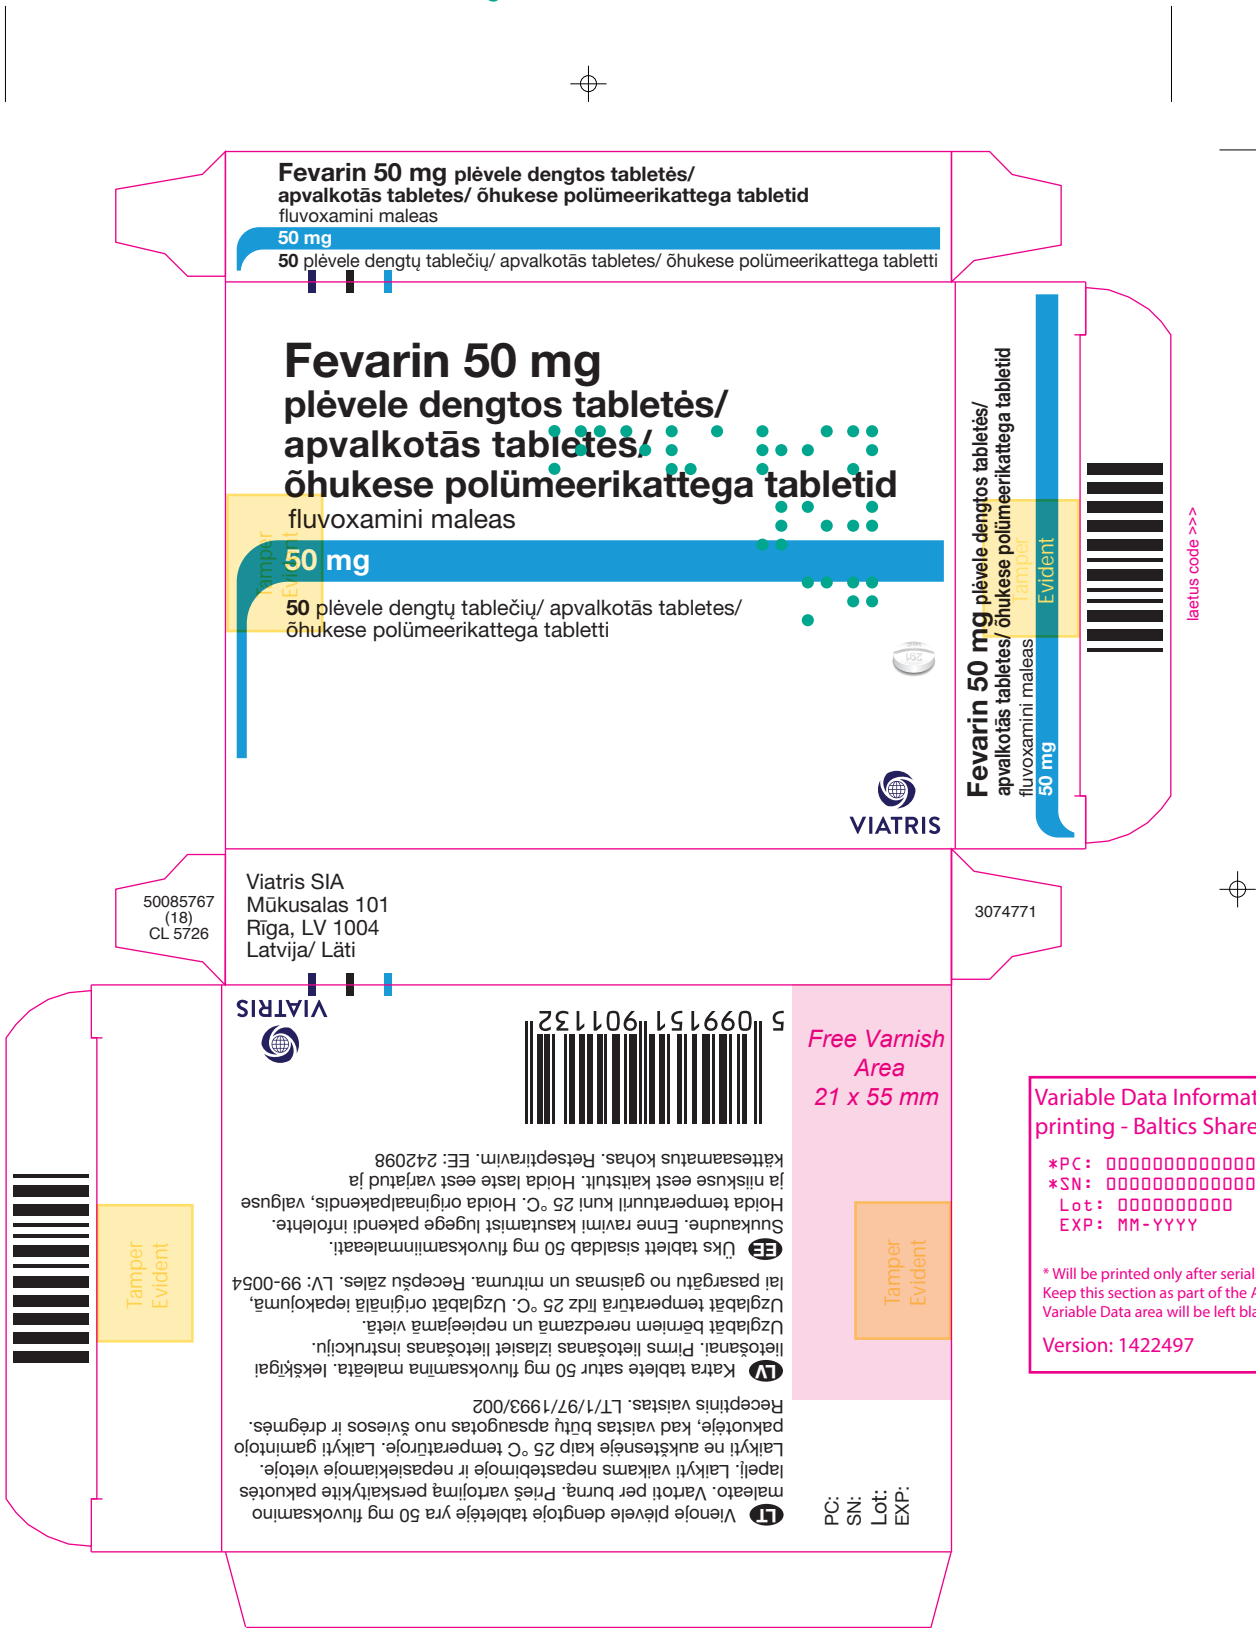 Fevarin 50 mg plėvele dengtos tabletės/
apvalkotās tabletes/ õhukese polümeerikattega tabletid
fluvoxamini maleas
50 mg
50 plėvele dengtų tablečių/ apvalkotās tabletes/ õhukese polümeerikattega tabletti
Fevarin 50 mg
plėvele dengtos tabletės/
apvalkotās tabletes/
õhukese polümeerikattega tabletid
fluvoxamini maleas
50 mg
50 plėvele dengtų tablečių/ apvalkotās tabletes/
õhukese polümeerikattega tabletti
Tamper
Evident
291
VIATRIS
Fevarin 50 mg plėvele dengtos tabletės/
apvalkotās tabletes/ õhukese polümeerikattega tabletid
fluvoxamini maleas
50 mg
Tamper
Evident
laetus code >>>
50085767
(18)
CL 5726
Viatris SIA
Mūkusalas 101
Rīga, LV 1004
Latvija/ Läti
3074771
LT Vienoje plėvele dengtoje tabletėje yra 50 mg fluvoksamino
maleato. Vartoti per burną. Prieš vartojimą perskaitykite pakuotės
lapelį. Laikyti vaikams nepastebimoje ir nepasiekiamoje vietoje.
Laikyti ne aukštesnėje kaip 25 °C temperatūroje. Laikyti gamintojo
pakuotėje, kad vaistas būtų apsaugotas nuo šviesos ir drėgmės.
Receptinis vaistas. LT/1/97/1993/002
LV Katra tablete satur 50 mg fluvoksamīna maleāta. Iekšķīgai
lietošanai. Pirms lietošanas izlasiet lietošanas instrukciju.
Uzglabāt bērniem neredzamā un nepieejamā vietā.
Uzglabāt temperatūrā līdz 25 °C. Uzglabāt oriģinālā iepakojumā,
lai pasargātu no gaismas un mitruma. Recepšu zāles. LV: 99-0054
EE Üks tablett sisaldab 50 mg fluvoksamiinmaleaati.
Suukaudne. Enne ravimi kasutamist lugege pakendi infolehte.
Hoida temperatuuril kuni 25 °C. Hoida originaalpakendis, valguse
ja niiskuse eest kaitstult. Hoida laste eest varjatud ja
kättesaamatus kohas. Retseptiravim. EE: 242098
5 099151 901132
VIATRIS
Free Varnish
Area
21 x 55 mm
Tamper
Evident
Tamper
Evident
PC:
SN:
Lot:
EXP:
Variable Data Informat
printing - Baltics Share
*PC: 
*SN: 
Lot: 
EXP: MM-YYYY
* Will be printed only after serial
Keep this section as part of the A
Variable Data area will be left bla
Version: 1422497